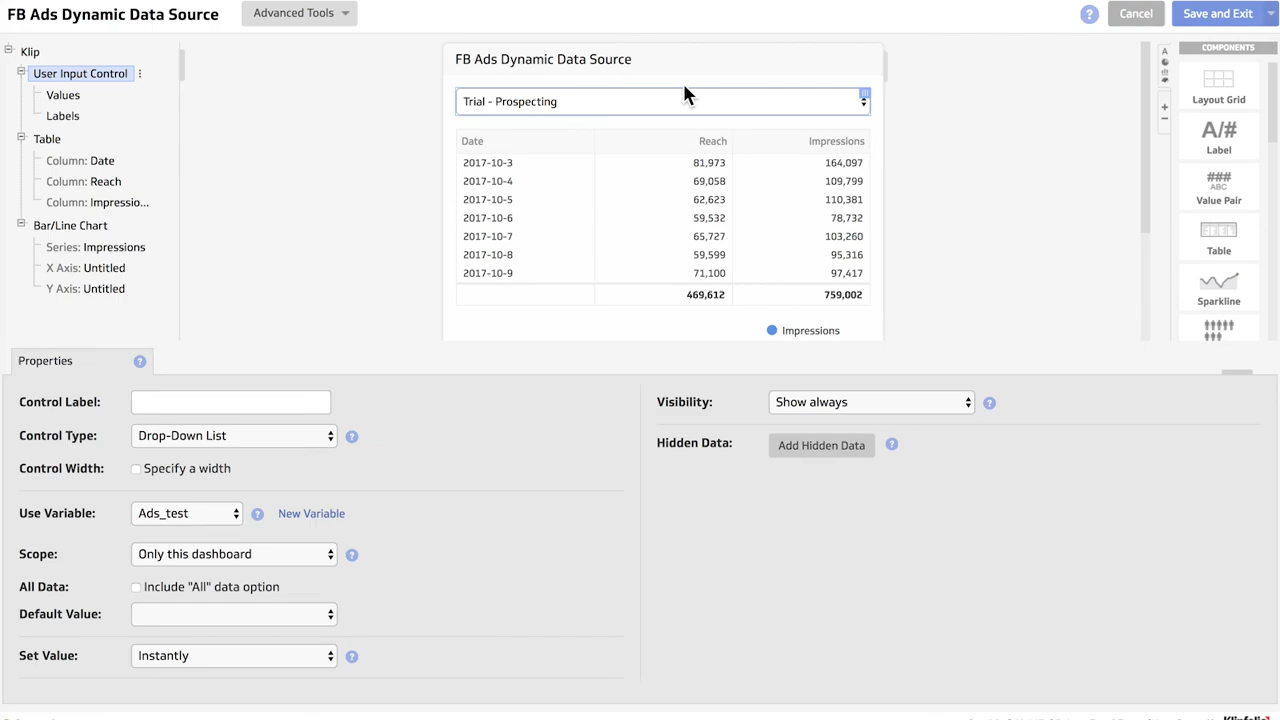 FB Ads Dynamic Data Source
Advanced Tools
?
Cancel
Save and Exit
Klip
User Input Control
Values
Labels
Table
Column: Date
Column: Reach
Column: Impressio...
Bar/Line Chart
Series: Impressions
X Axis: Untitled
Y Axis: Untitled
FB Ads Dynamic Data Source
Trial - Prospecting
Date Reach Impressions
2017-10-3 81,973 164,097
2017-10-4 69,058 109,799
2017-10-5 62,623 110,381
2017-10-6 59,532 78,732
2017-10-7 65,727 103,260
2017-10-8 59,599 95,316
2017-10-9 71,100 97,417
469,612 759,002
Impressions
COMPONENTS
Layout Grid
A/#
Label
###
ABC
Value Pair
Table
Sparkline
Properties ?
Control Label:
Control Type: Drop-Down List ?
Control Width: Specify a width
Use Variable: Ads_test ? New Variable
Scope: Only this dashboard ?
All Data: Include "All" data option
Default Value:
Set Value: Instantly ?
Visibility: Show always ?
Hidden Data: Add Hidden Data ?